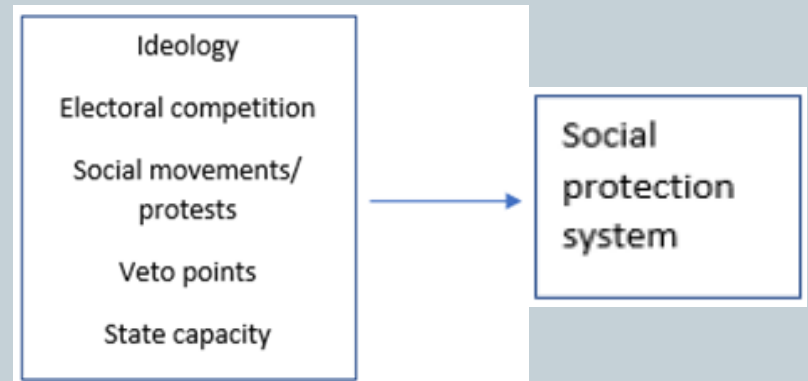 Ideology
Electoral competition
Social movements/
protests
Veto points
State capacity
Social
protection
system